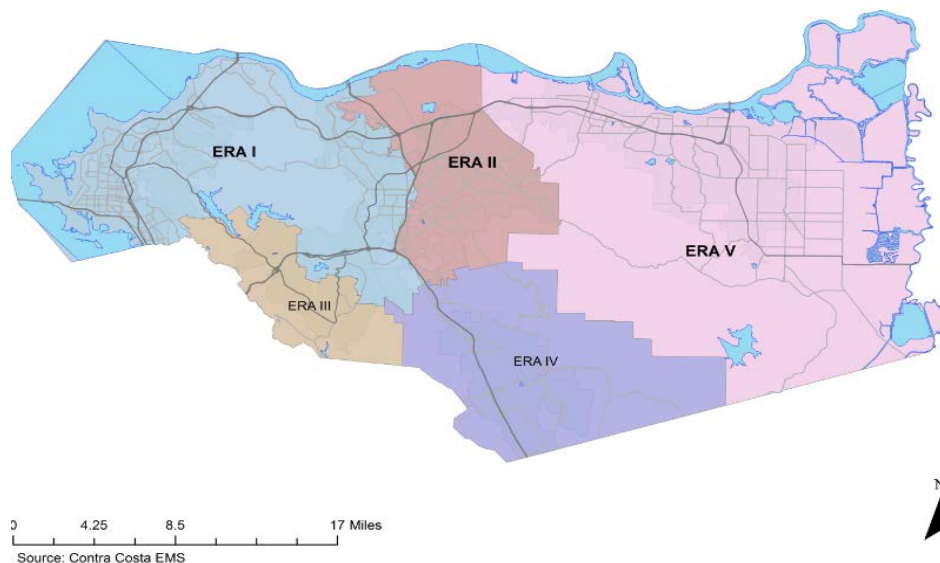 ERA I
ERA II
ERA V
ERA III
ERA IV
N
0 4.25 8.5 17 Miles
Source: Contra Costa EMS